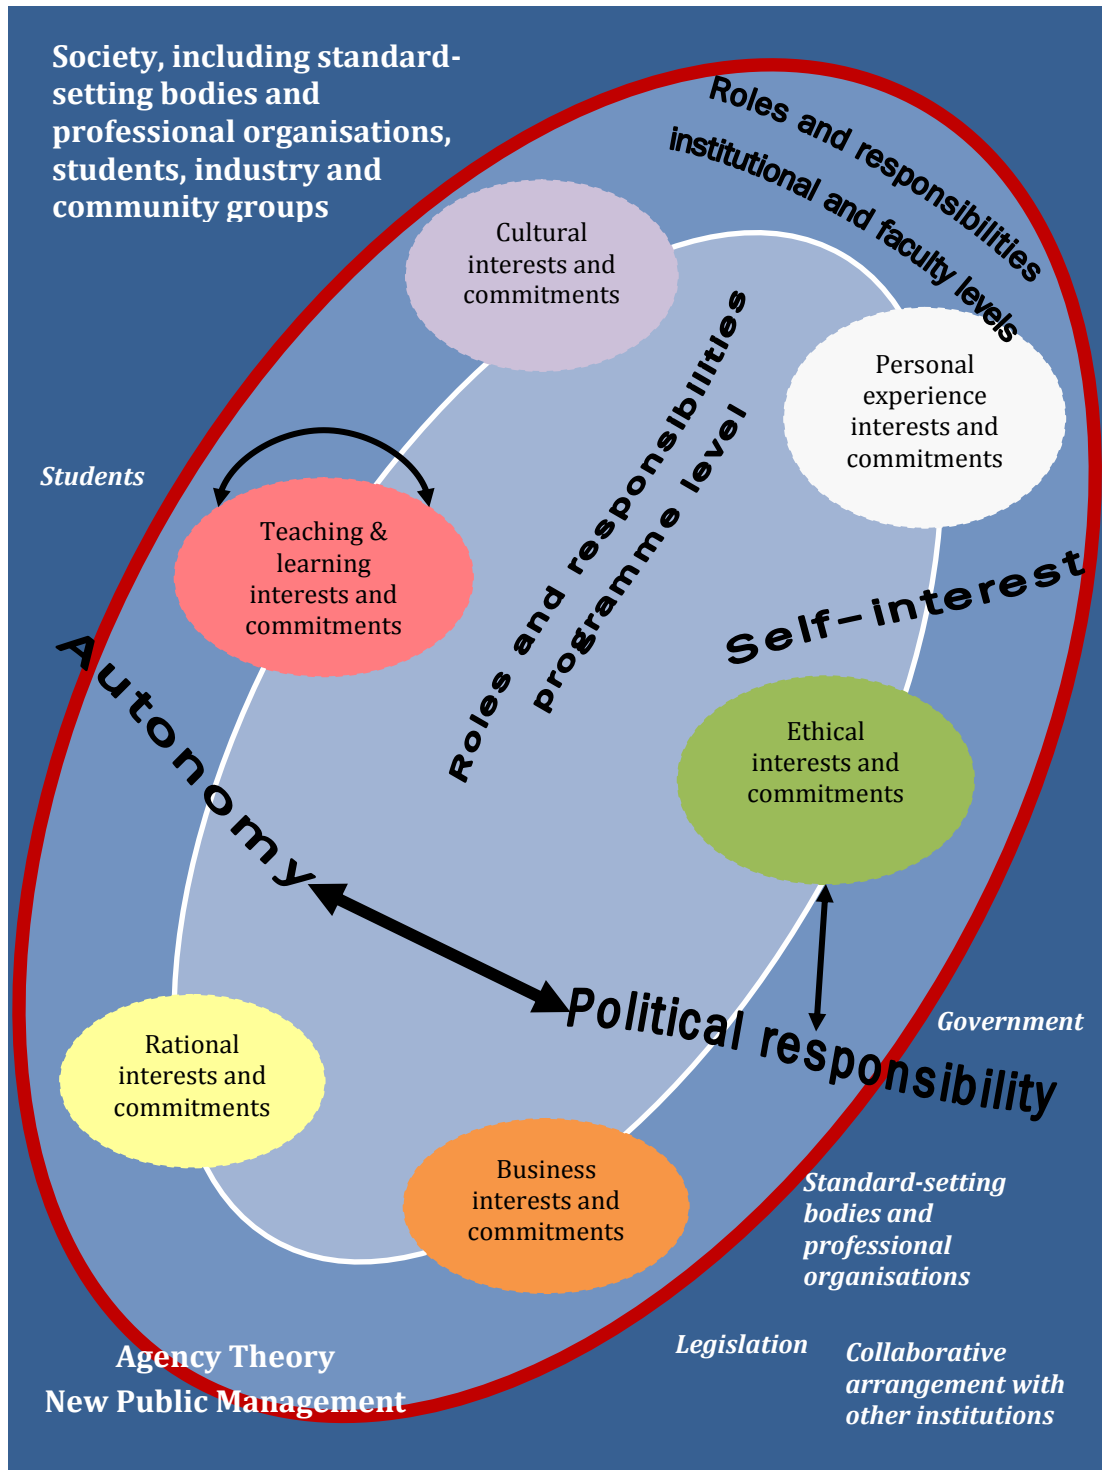 Society, including standard-
setting bodies and
professional organisations,
students, industry and
community groups
Roles and responsibilities
institutional and faculty levels
Cultural
interests and
commitments
Personal
experience
interests and
commitments
Roles and responsibilities
programme level
Students
Teaching &
learning
interests and
commitments
Self-interest
Autonomy
Ethical
interests and
commitments
Political responsibility
Government
Rational
interests and
commitments
Business
interests and
commitments
Standard-setting
bodies and
professional
organisations
Legislation
Collaborative
arrangement with
other institutions
Agency Theory
New Public Management